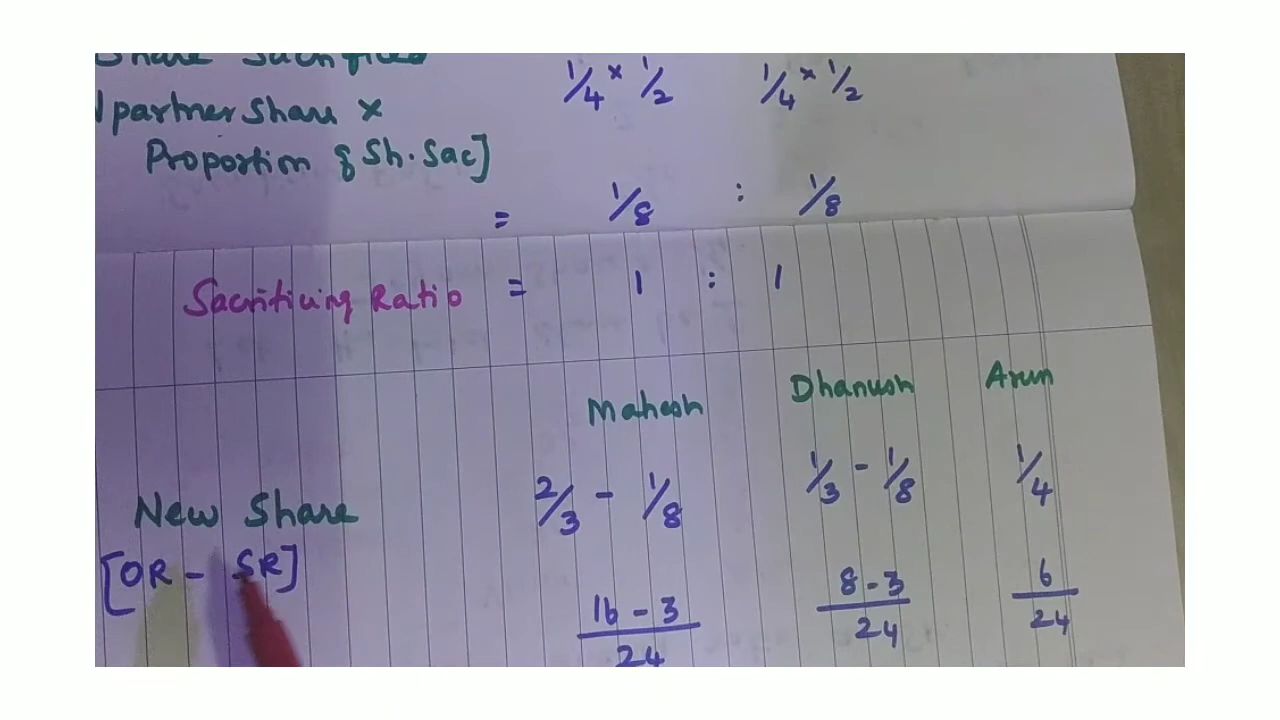 Share Sacrificed
1/4 × 1/2 1/4 × 1/2
partner Share ×
Proportion of Sh. Sac]
= 1/8 : 1/8
Sacrificing Ratio = 1 : 1
Mahesh Dhanush Arun
New Share 2/3 - 1/8 1/3 - 1/8 1/4
[OR - SR]
16 - 3 8 - 3 6
24 24 24